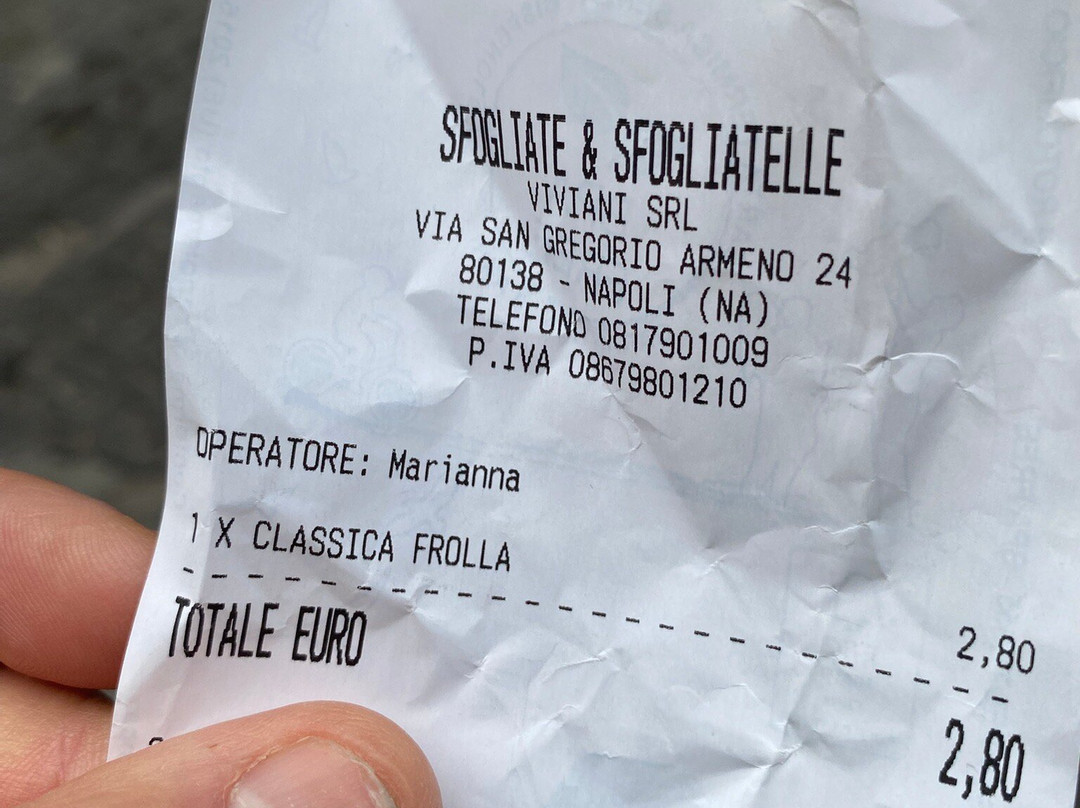 SFOGLIATE & SFOGLIATELLE
VIVIANI SRL
VIA SAN GREGORIO ARMENO 24
80138 - NAPOLI (NA)
TELEFONO 0817901009
P.IVA 08679801210
OPERATORE: Marianna
1 X CLASSICA FROLLA 2,80
TOTALE EURO 2,80